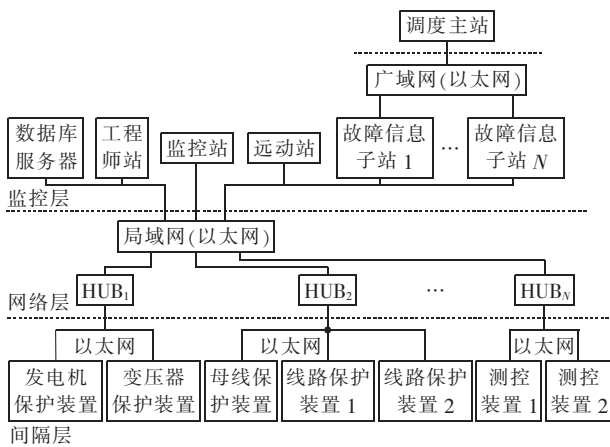 调度主站
广域网(以太网)
数据库
服务器
工程
师站
监控站
远动站
故障信息
子站 1
…
故障信息
子站 N
监控层
局域网(以太网)
HUB₁
HUB₂
…
HUB_N
网络层
以太网
以太网
以太网
发电机
保护装置
变压器
保护装置
母线保
护装置
线路保护
装置 1
线路保护
装置 2
测控
装置 1
测控
装置 2
间隔层